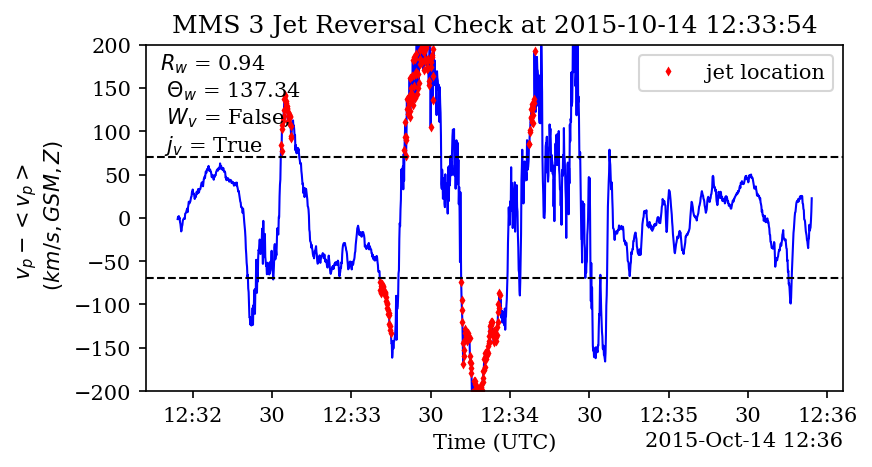 MMS 3 Jet Reversal Check at 2015-10-14 12:33:54
R_w = 0.94
Θ_w = 137.34
W_v = False,
j_v = True
jet location
200
150
100
50
0
−50
−100
−150
−200
v_p − < v_p >
(km/s, GSM, Z)
12:32 30 12:33 30 12:34 30 12:35 30 12:36
Time (UTC)
2015-Oct-14 12:36